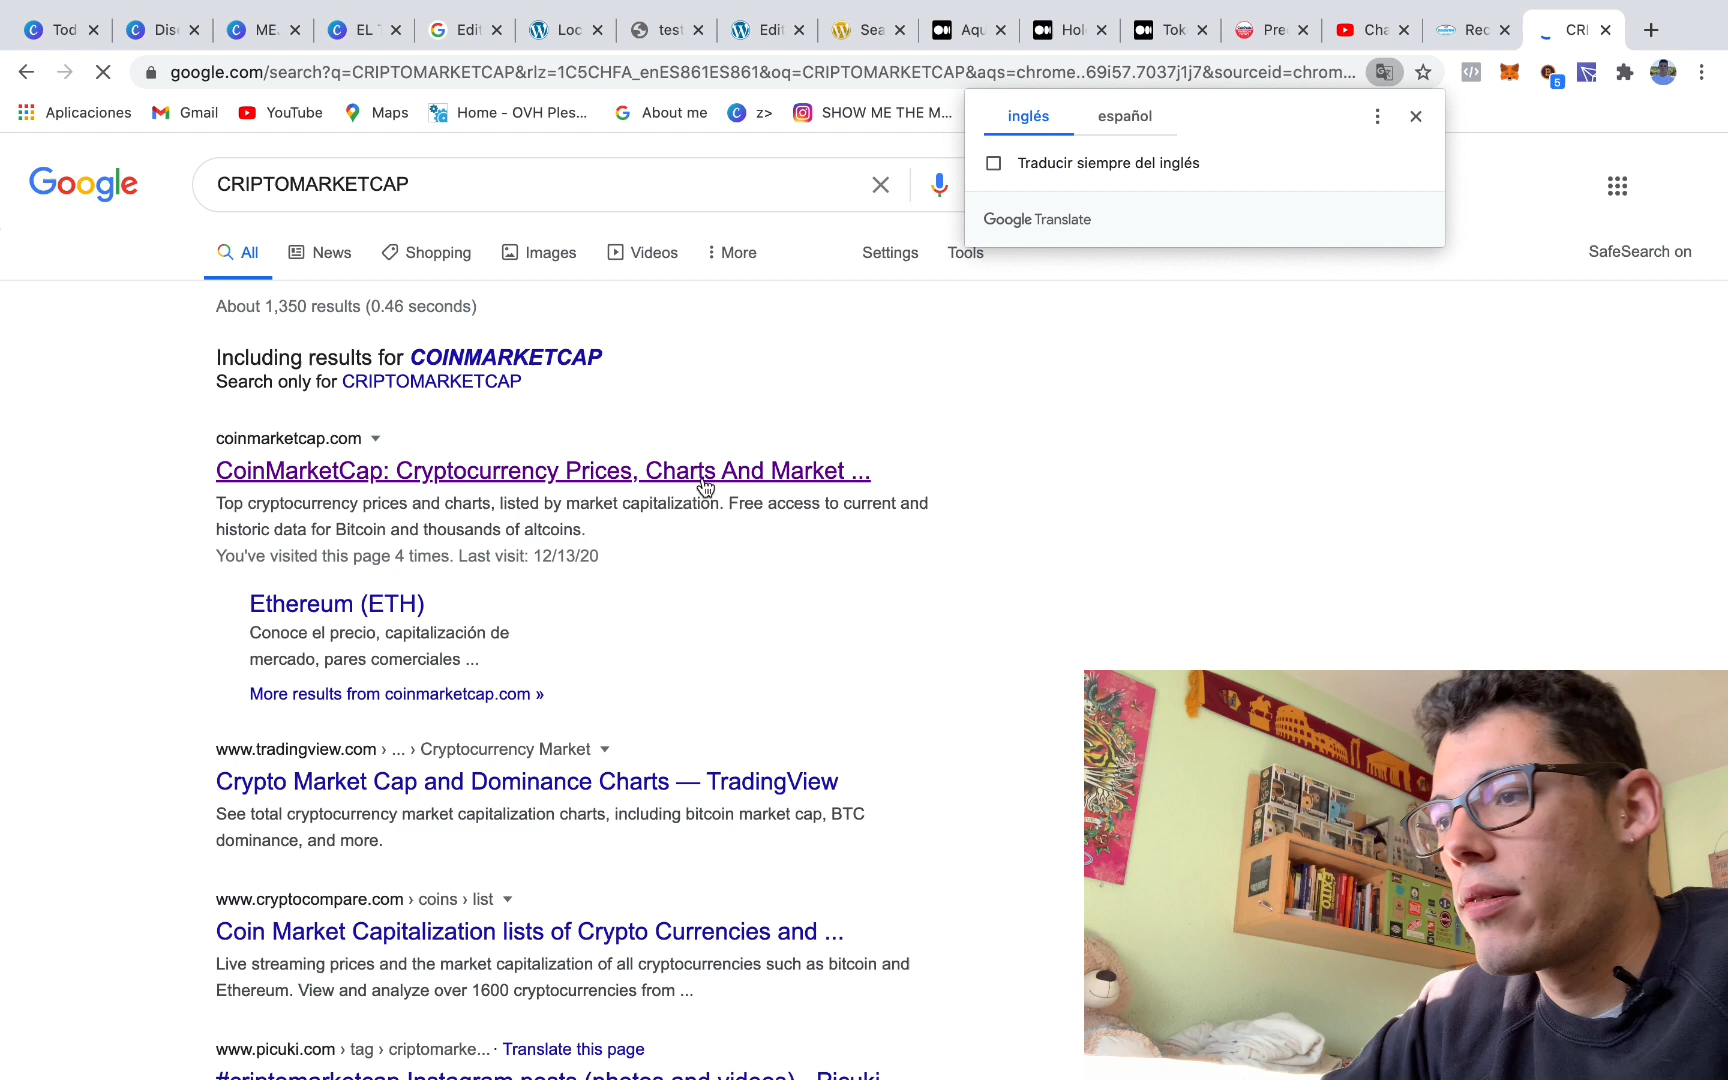 Tod
Dis
ME.
EL
Edit
Loc
test
Edit
Sea
Aqu
Hol
Tok
Pre
Cha
Rec
CRI
google.com/search?q=CRIPTOMARKETCAP&rlz=1C5CHFA_enES861ES861&oq=CRIPTOMARKETCAP&aqs=chrome..69i57.7037j1j7&sourceid=chrom...
5
Aplicaciones
Gmail
YouTube
Maps
Home - OVH Ples...
About me
z>
SHOW ME THE M...
inglés
español
Traducir siempre del inglés
Google Translate
Google
CRIPTOMARKETCAP
All
News
Shopping
Images
Videos
More
Settings
Tools
SafeSearch on
About 1,350 results (0.46 seconds)
Including results for COINMARKETCAP
Search only for CRIPTOMARKETCAP
coinmarketcap.com
CoinMarketCap: Cryptocurrency Prices, Charts And Market ...
Top cryptocurrency prices and charts, listed by market capitalization. Free access to current and
historic data for Bitcoin and thousands of altcoins.
You've visited this page 4 times. Last visit: 12/13/20
Ethereum (ETH)
Conoce el precio, capitalización de
mercado, pares comerciales ...
More results from coinmarketcap.com »
www.tradingview.com › ... › Cryptocurrency Market
Crypto Market Cap and Dominance Charts — TradingView
See total cryptocurrency market capitalization charts, including bitcoin market cap, BTC
dominance, and more.
www.cryptocompare.com › coins › list
Coin Market Capitalization lists of Crypto Currencies and ...
Live streaming prices and the market capitalization of all cryptocurrencies such as bitcoin and
Ethereum. View and analyze over 1600 cryptocurrencies from ...
www.picuki.com › tag › criptomarke... · Translate this page
#criptomarketcap Instagram posts (photos and videos) - Picuki
ÉXITO